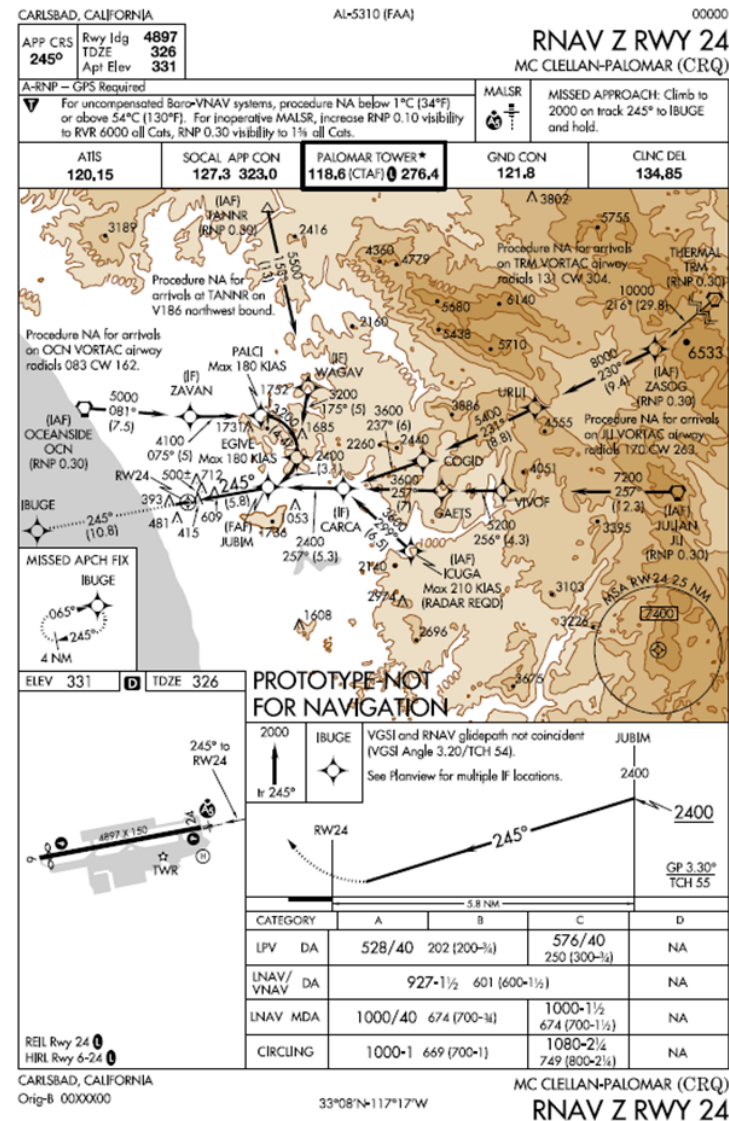 CARLSBAD, CALIFORNIA
AL-5310 (FAA)
00000
APP CRS
245°
Rwy ldg 4897
TDZE 326
Apt Elev 331
RNAV Z RWY 24
MC CLELLAN-PALOMAR (CRQ)
A-RNP – GPS Required
T
For uncompensated Baro-VNAV systems, procedure NA below 1°C (34°F)
or above 54°C (130°F). For inoperative MALSR, increase RNP 0.10 visibility
to RVR 6000 all Cats, RNP 0.30 visibility to 1⅜ all Cats.
MALSR
MISSED APPROACH: Climb to
2000 on track 245° to IBUGE
and hold.
ATIS
120.15
SOCAL APP CON
127.3 323.0
PALOMAR TOWER*
118.6 (CTAF) L 276.4
GND CON
121.8
CLNC DEL
134.85
(IAF)
TANNR
(RNP 0.30)
3189
2416
5500
158°
(13)
4360
4779
3802
5755
Procedure NA for arrivals
on TRM VORTAC airway
radials 131 CW 304.
THERMAL
TRM
(RNP 0.30)
10000
216° (29.8)
Procedure NA for
arrivals at TANNR on
V186 northwest bound.
2160
5680
6140
5438
5710
6533
Procedure NA for arrivals
on OCN VORTAC airway
radials 083 CW 162.
PALCI
Max 180 KIAS
(IF)
WAGAV
(IF)
ZAVAN
8000
230°
(9.4)
(IAF)
ZASOG
(RNP 0.30)
5000
081°
(7.5)
(IAF)
OCEANSIDE
OCN
(RNP 0.30)
4100
075° (5)
1752
1731
3200
(4.4)
3200
175° (5)
1685
3600
237° (6)
3886
5400
231°
(8.8)
URUJI
4555
Procedure NA for arrivals
on JLI VORTAC airway
radials 170 CW 263.
EGIVE
Max 180 KIAS
2400
(3.1)
2260
2440
COGID
4051
RW24
500±
712
245°
(5.8)
393
481
415
609
(FAF)
JUBIM
1736
053
(IF)
CARCA
2400
257° (5.3)
3600
257°
(7)
GAETS
VIVOF
5200
256° (4.3)
7200
257°
(12.3)
(IAF)
JULIAN
JLI
(RNP 0.30)
3395
IBUGE
245°
(10.8)
3600
299°
(6.5)
(IAF)
ICUGA
Max 210 KIAS
(RADAR REQD)
2140
2974
2696
3103
3226
3675
1608
MSA RW24 25 NM
7400
MISSED APCH FIX
IBUGE
065°
245°
4 NM
ELEV 331
D
TDZE 326
PROTOTYPE-NOT
FOR NAVIGATION
245° to
RW24
4897 X 150
24
TWR
H
REIL Rwy 24 L
HIRL Rwy 6-24 L
2000
tr 245°
IBUGE
VGSI and RNAV glidepath not coincident
(VGSI Angle 3.20/TCH 54).
See Planview for multiple IF locations.
JUBIM
2400
2400
RW24
245°
GP 3.30°
TCH 55
5.8 NM
CATEGORY A B C D
LPV DA 528/40 202 (200-¾) 576/40 250 (300-¾) NA
LNAV/VNAV DA 927-1½ 601 (600-1½) NA
LNAV MDA 1000/40 674 (700-¾) 1000-1½ 674 (700-1½) NA
CIRCLING 1000-1 669 (700-1) 1080-2¼ 749 (800-2¼) NA
CARLSBAD, CALIFORNIA
Orig-B 00XXX00
33°08'N-117°17'W
MC CLELLAN-PALOMAR (CRQ)
RNAV Z RWY 24